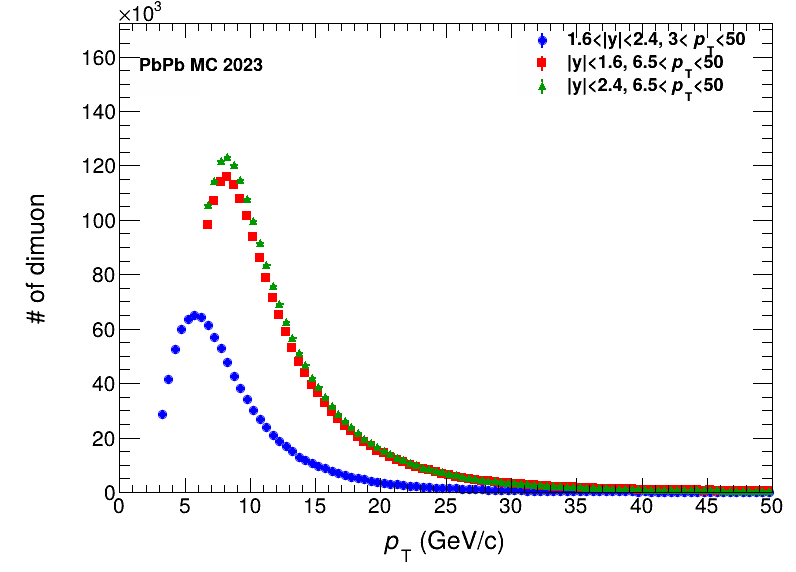 ×10³
160
140
120
100
80
60
40
20
0
# of dimuon
PbPb MC 2023
1.6<|y|<2.4, 3< p_T<50
|y|<1.6, 6.5< p_T<50
|y|<2.4, 6.5< p_T<50
0 5 10 15 20 25 30 35 40 45 50
p_T (GeV/c)